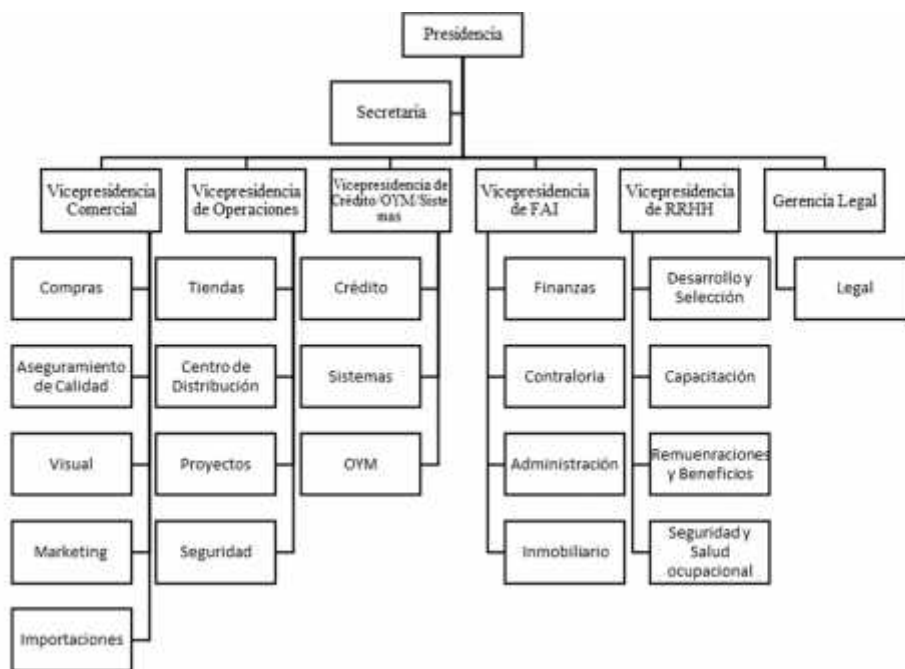 Presidencia
Secretaria
Vicepresidencia
Comercial
Vicepresidencia
de Operaciones
Vicepresidencia de
Crédito/OYM/Siste
mas
Vicepresidencia
de FAI
Vicepresidencia
de RRHH
Gerencia Legal
Compras
Tiendas
Crédito
Finanzas
Desarrollo y
Selección
Legal
Aseguramiento
de Calidad
Centro de
Distribución
Sistemas
Contraloria
Capacitación
Visual
Proyectos
OYM
Administración
Remuenraciones
y Beneficios
Marketing
Seguridad
Inmobiliario
Seguridad y
Salud
ocupacional
Importaciones